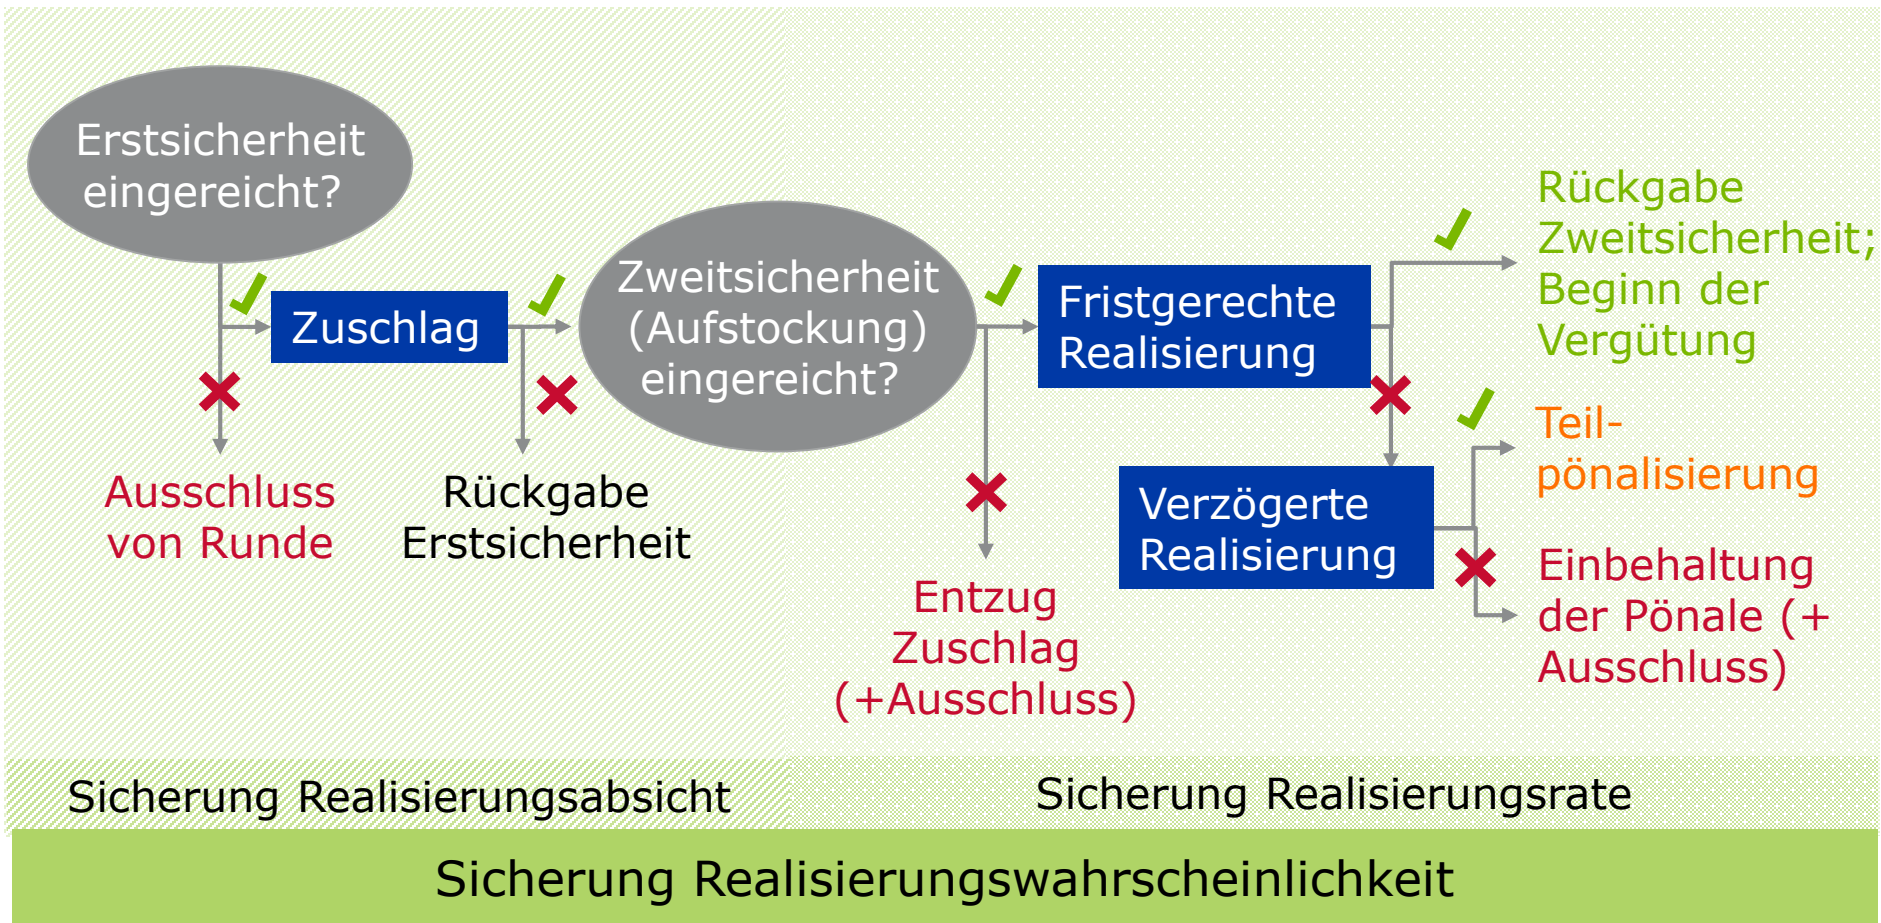 Erstsicherheit
eingereicht?
Zuschlag
Ausschluss
von Runde
Rückgabe
Erstsicherheit
Zweitsicherheit
(Aufstockung)
eingereicht?
Entzug
Zuschlag
(+Ausschluss)
Fristgerechte
Realisierung
Verzögerte
Realisierung
Rückgabe
Zweitsicherheit;
Beginn der
Vergütung
Teil-
pönalisierung
Einbehaltung
der Pönale (+
Ausschluss)
Sicherung Realisierungsabsicht
Sicherung Realisierungsrate
Sicherung Realisierungswahrscheinlichkeit